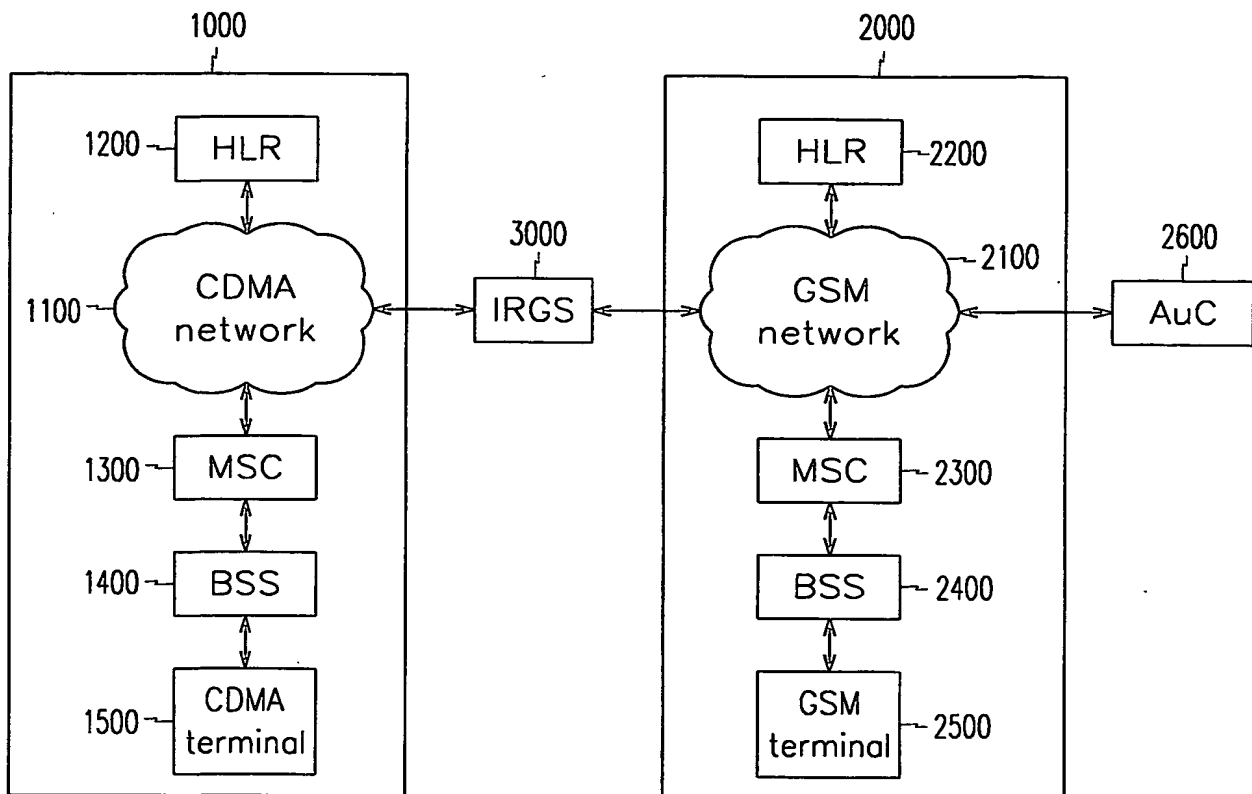 1000
2000
1200
HLR
HLR
2200
3000
2100
2600
1100
CDMA
network
IRGS
GSM
network
AuC
1300
MSC
MSC
2300
1400
BSS
BSS
2400
1500
CDMA
terminal
GSM
terminal
2500